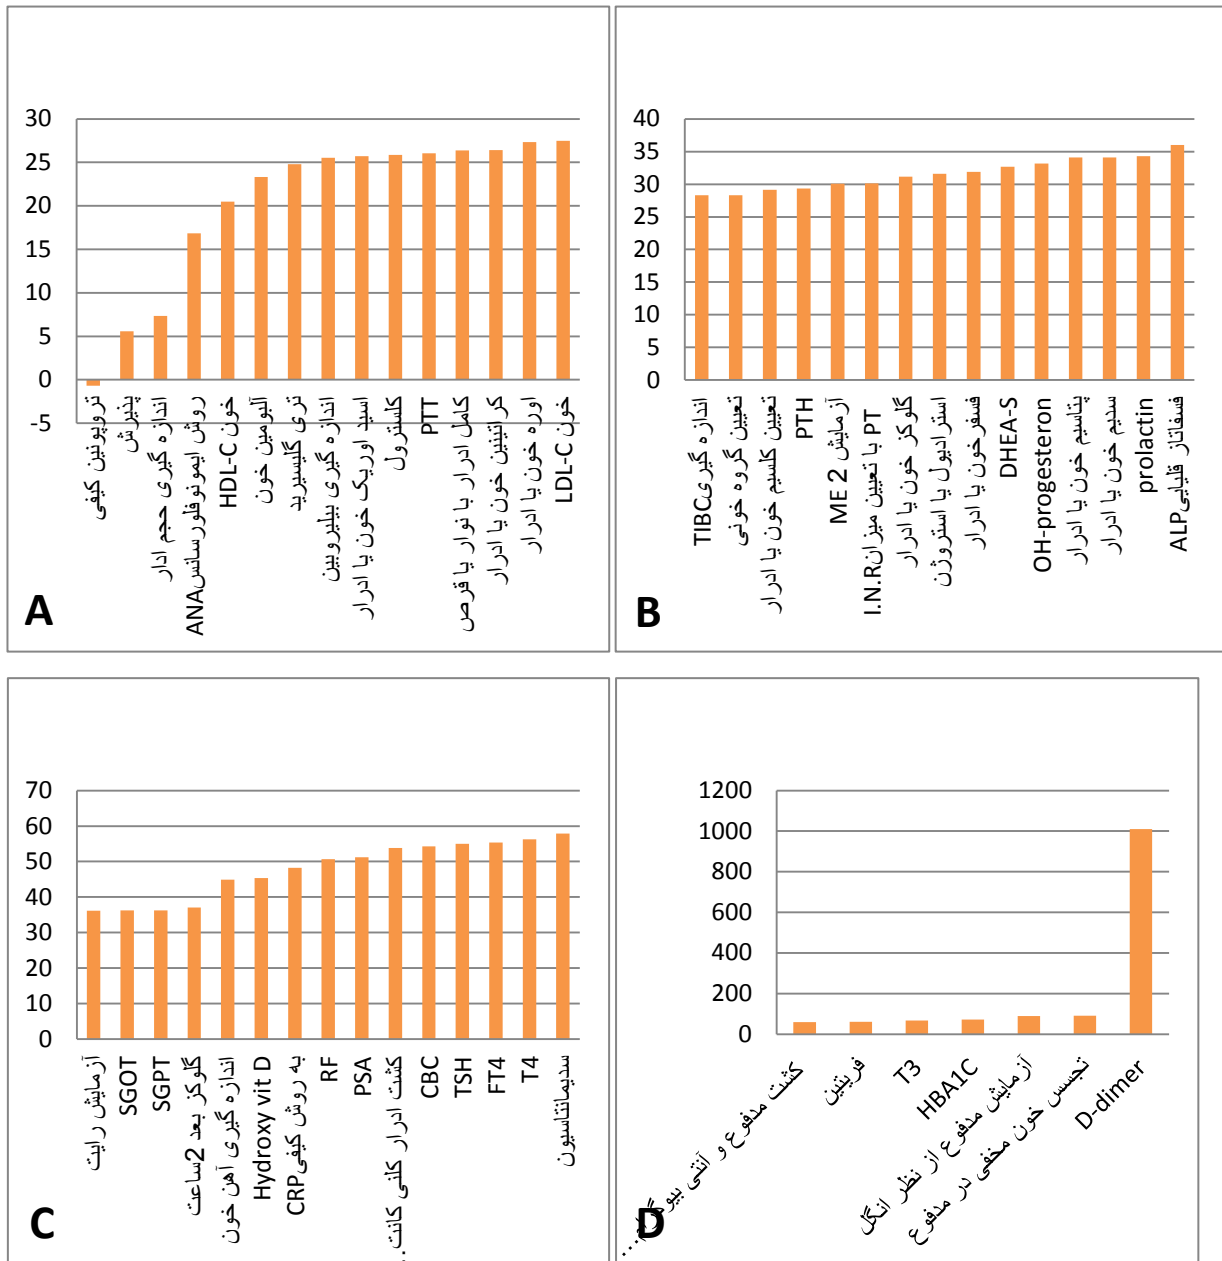 30
25
20
15
10
5
0
-5
تروپونین کیفی
پذیرش
اندازه گیری حجم ادار
روش ایمونوفلورسانسANA
HDL-C خون
آلبومین خون
تری گلیسیرید
اندازه گیری بیلیروبین
اسید اوریک خون یا ادرار
کلسترول
PTT
کامل ادرار با نوار یا قرص
کراتینین خون یا ادرار
اوره خون یا ادرار
LDL-C خون
A
40
35
30
25
20
15
10
5
0
اندازه گیریTIBC
تعیین گروه خونی
تعیین کلسیم خون یا ادرار
PTH
آزمایش ME 2
PT با تعیین میزانI.N.R
گلوکز خون یا ادرار
استرادیول یا استروژن
فسفرخون یا ادرار
DHEA-S
OH-progesteron
پتاسیم خون یا ادرار
سدیم خون یا ادرار
prolactin
فسفاتاز قلیاییALP
B
70
60
50
40
30
20
10
0
آزمایش رایت
SGOT
SGPT
گلوکز بعد 2ساعت
اندازه گیری آهن خون
Hydroxy vit D
به روش کیفیCRP
RF
PSA
کشت ادرار کلنی کانت...
CBC
TSH
FT4
T4
سدیمانتاسیون
C
1200
1000
800
600
400
200
0
کشت مدفوع و آنتی بیوگرام...
فریتین
T3
HBA1C
آزمایش مدفوع از نظر انگل
تجسس خون مخفی در مدفوع
D-dimer
D